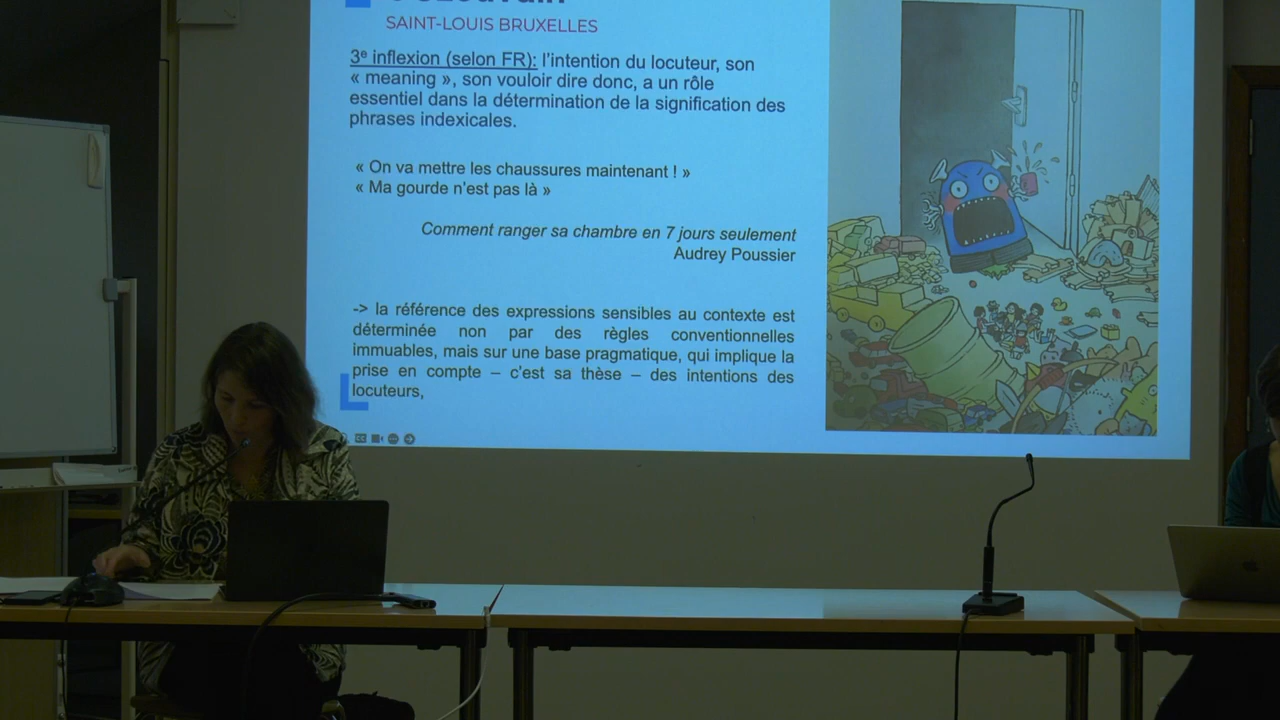 SAINT-LOUIS BRUXELLES
3e inflexion (selon FR): l'intention du locuteur, son
« meaning », son vouloir dire donc, a un rôle
essentiel dans la détermination de la signification des
phrases indexicales.
« On va mettre les chaussures maintenant ! »
« Ma gourde n'est pas là »
Comment ranger sa chambre en 7 jours seulement
Audrey Poussier
-> la référence des expressions sensibles au contexte est
déterminée non par des règles conventionnelles
immuables, mais sur une base pragmatique, qui implique la
prise en compte – c'est sa thèse – des intentions des
locuteurs,